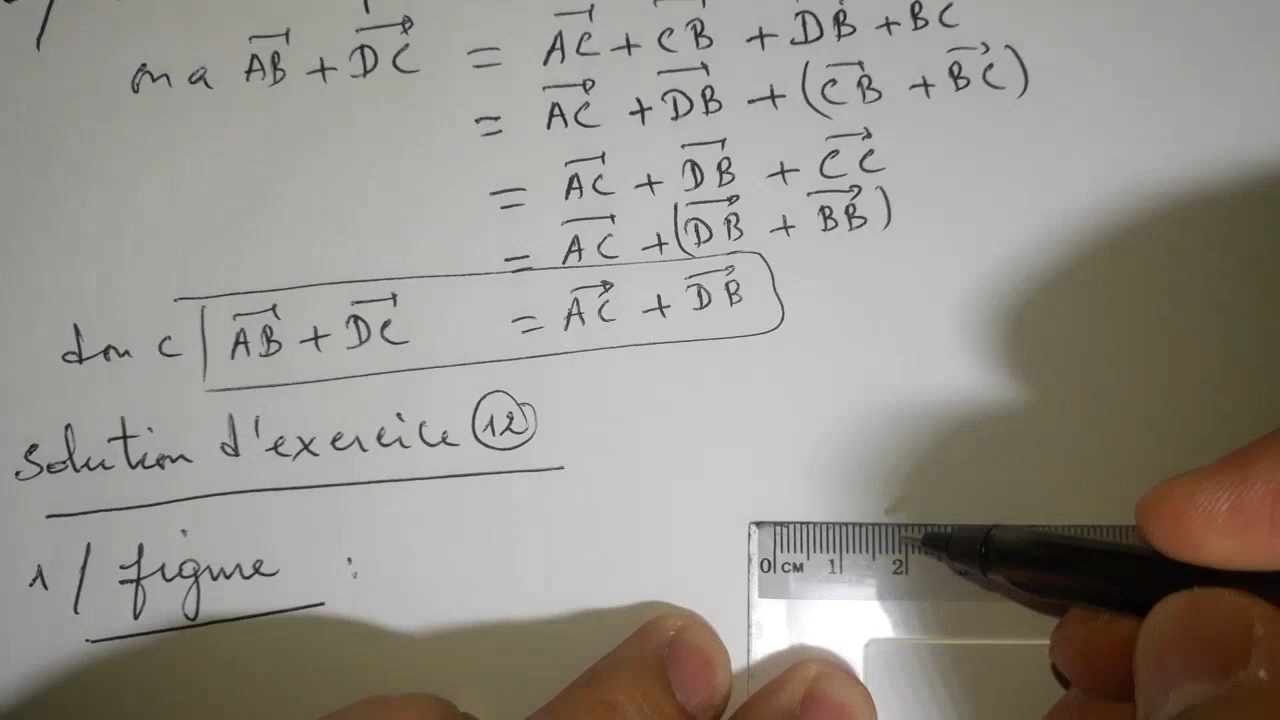 on a AB + DC = AC + CB + DB + BC
= AC + DB + (CB + BC)
= AC + DB + CC
= AC + (DB + BB)
donc AB + DC = AC + DB
solution d'exercice 12
1/ figure :
0 CM 1 2